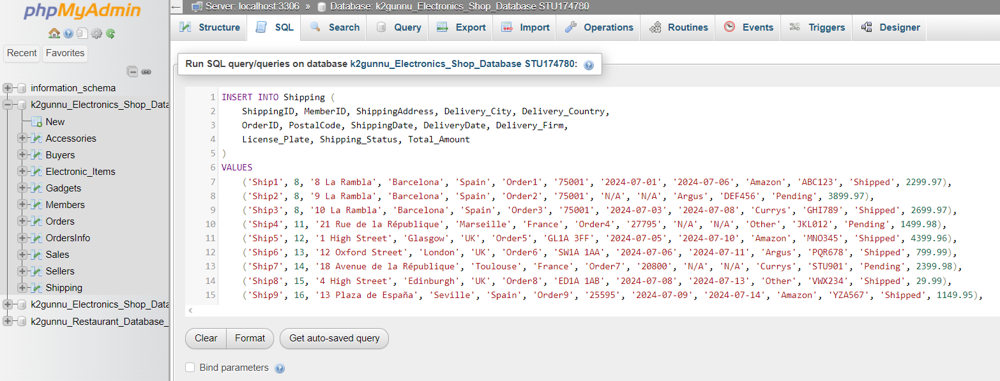 phpMyAdmin
Recent Favorites
information_schema
k2gunnu_Electronics_Shop_Data
New
Accessories
Buyers
Electronic_Items
Gadgets
Members
Orders
OrdersInfo
Sales
Sellers
Shipping
k2gunnu_Electronics_Shop_Data
k2gunnu_Restaurant_Database_
Server: localhost:3306 » Database: k2gunnu_Electronics_Shop_Database STU174780
Structure SQL Search Query Export Import Operations Routines Events Triggers Designer
Run SQL query/queries on database k2gunnu_Electronics_Shop_Database STU174780:
1 INSERT INTO Shipping (
2 ShippingID, MemberID, ShippingAddress, Delivery_City, Delivery_Country,
3 OrderID, PostalCode, ShippingDate, DeliveryDate, Delivery_Firm,
4 License_Plate, Shipping_Status, Total_Amount
5 )
6 VALUES
7 ('Ship1', 8, '8 La Rambla', 'Barcelona', 'Spain', 'Order1', '75001', '2024-07-01', '2024-07-06', 'Amazon', 'ABC123', 'Shipped', 2299.97),
8 ('Ship2', 8, '9 La Rambla', 'Barcelona', 'Spain', 'Order2', '75001', 'N/A', 'N/A', 'Argus', 'DEF456', 'Pending', 3899.97),
9 ('Ship3', 8, '10 La Rambla', 'Barcelona', 'Spain', 'Order3', '75001', '2024-07-03', '2024-07-08', 'Currys', 'GHI789', 'Shipped', 2699.97),
10 ('Ship4', 11, '21 Rue de la République', 'Marseille', 'France', 'Order4', '27795', 'N/A', 'N/A', 'Other', 'JKL012', 'Pending', 1499.98),
11 ('Ship5', 12, '1 High Street', 'Glasgow', 'UK', 'Order5', 'GL1A 3FF', '2024-07-05', '2024-07-10', 'Amazon', 'MNO345', 'Shipped', 4399.96),
12 ('Ship6', 13, '12 Oxford Street', 'London', 'UK', 'Order6', 'SW1A 1AA', '2024-07-06', '2024-07-11', 'Argus', 'PQR678', 'Shipped', 799.99),
13 ('Ship7', 14, '18 Avenue de la République', 'Toulouse', 'France', 'Order7', '20800', 'N/A', 'N/A', 'Currys', 'STU901', 'Pending', 2399.98),
14 ('Ship8', 15, '4 High Street', 'Edinburgh', 'UK', 'Order8', 'ED1A 1AB', '2024-07-08', '2024-07-13', 'Other', 'VWX234', 'Shipped', 29.99),
15 ('Ship9', 16, '13 Plaza de España', 'Seville', 'Spain', 'Order9', '25595', '2024-07-09', '2024-07-14', 'Amazon', 'YZA567', 'Shipped', 1149.95),
Clear Format Get auto-saved query
Bind parameters